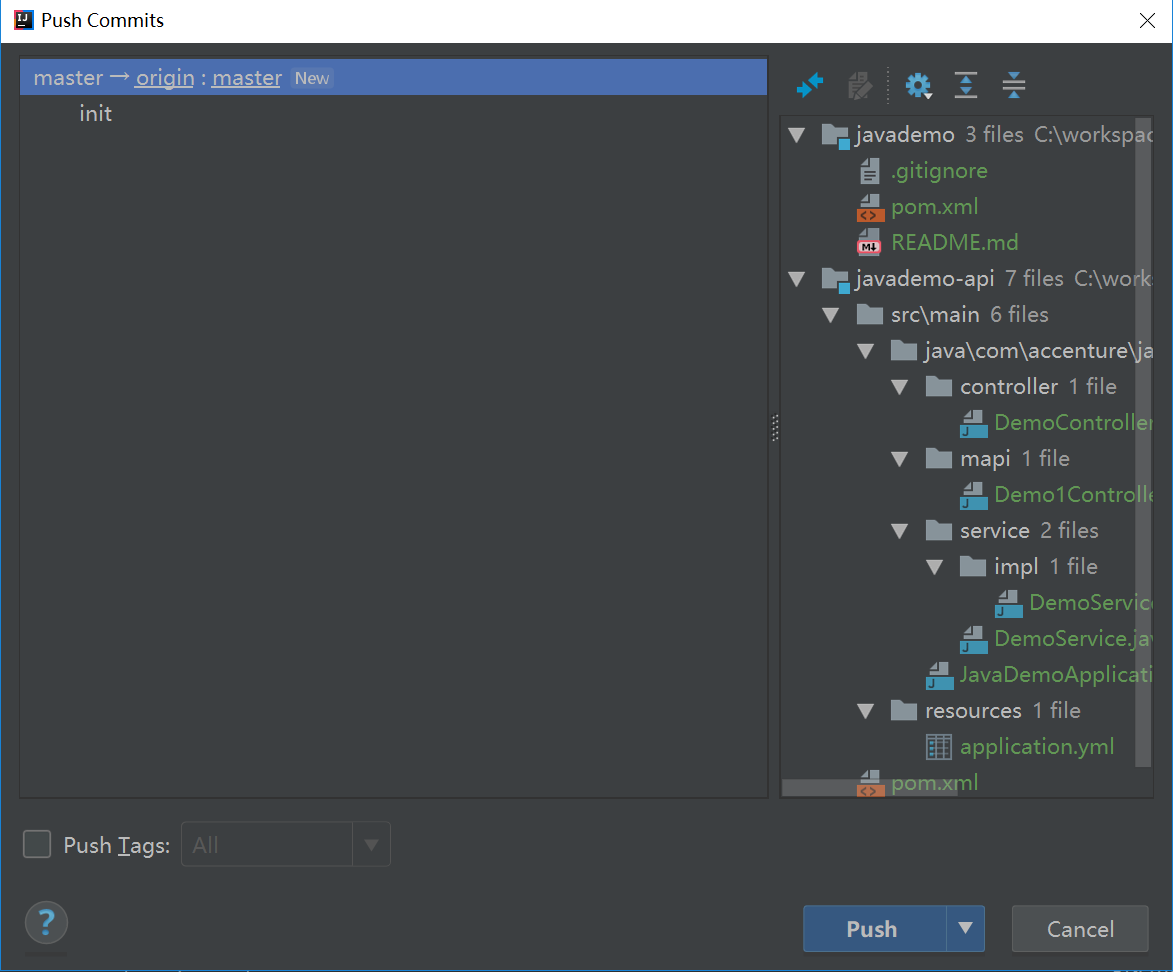 Push Commits
master → origin : master New
init
javademo 3 files C:\workspac
.gitignore
pom.xml
README.md
javademo-api 7 files C:\works
src\main 6 files
java\com\accenture\ja
controller 1 file
DemoController
mapi 1 file
Demo1Controlle
service 2 files
impl 1 file
DemoService
DemoService.jav
JavaDemoApplicati
resources 1 file
application.yml
pom.xml
Push Tags: All
? Push Cancel